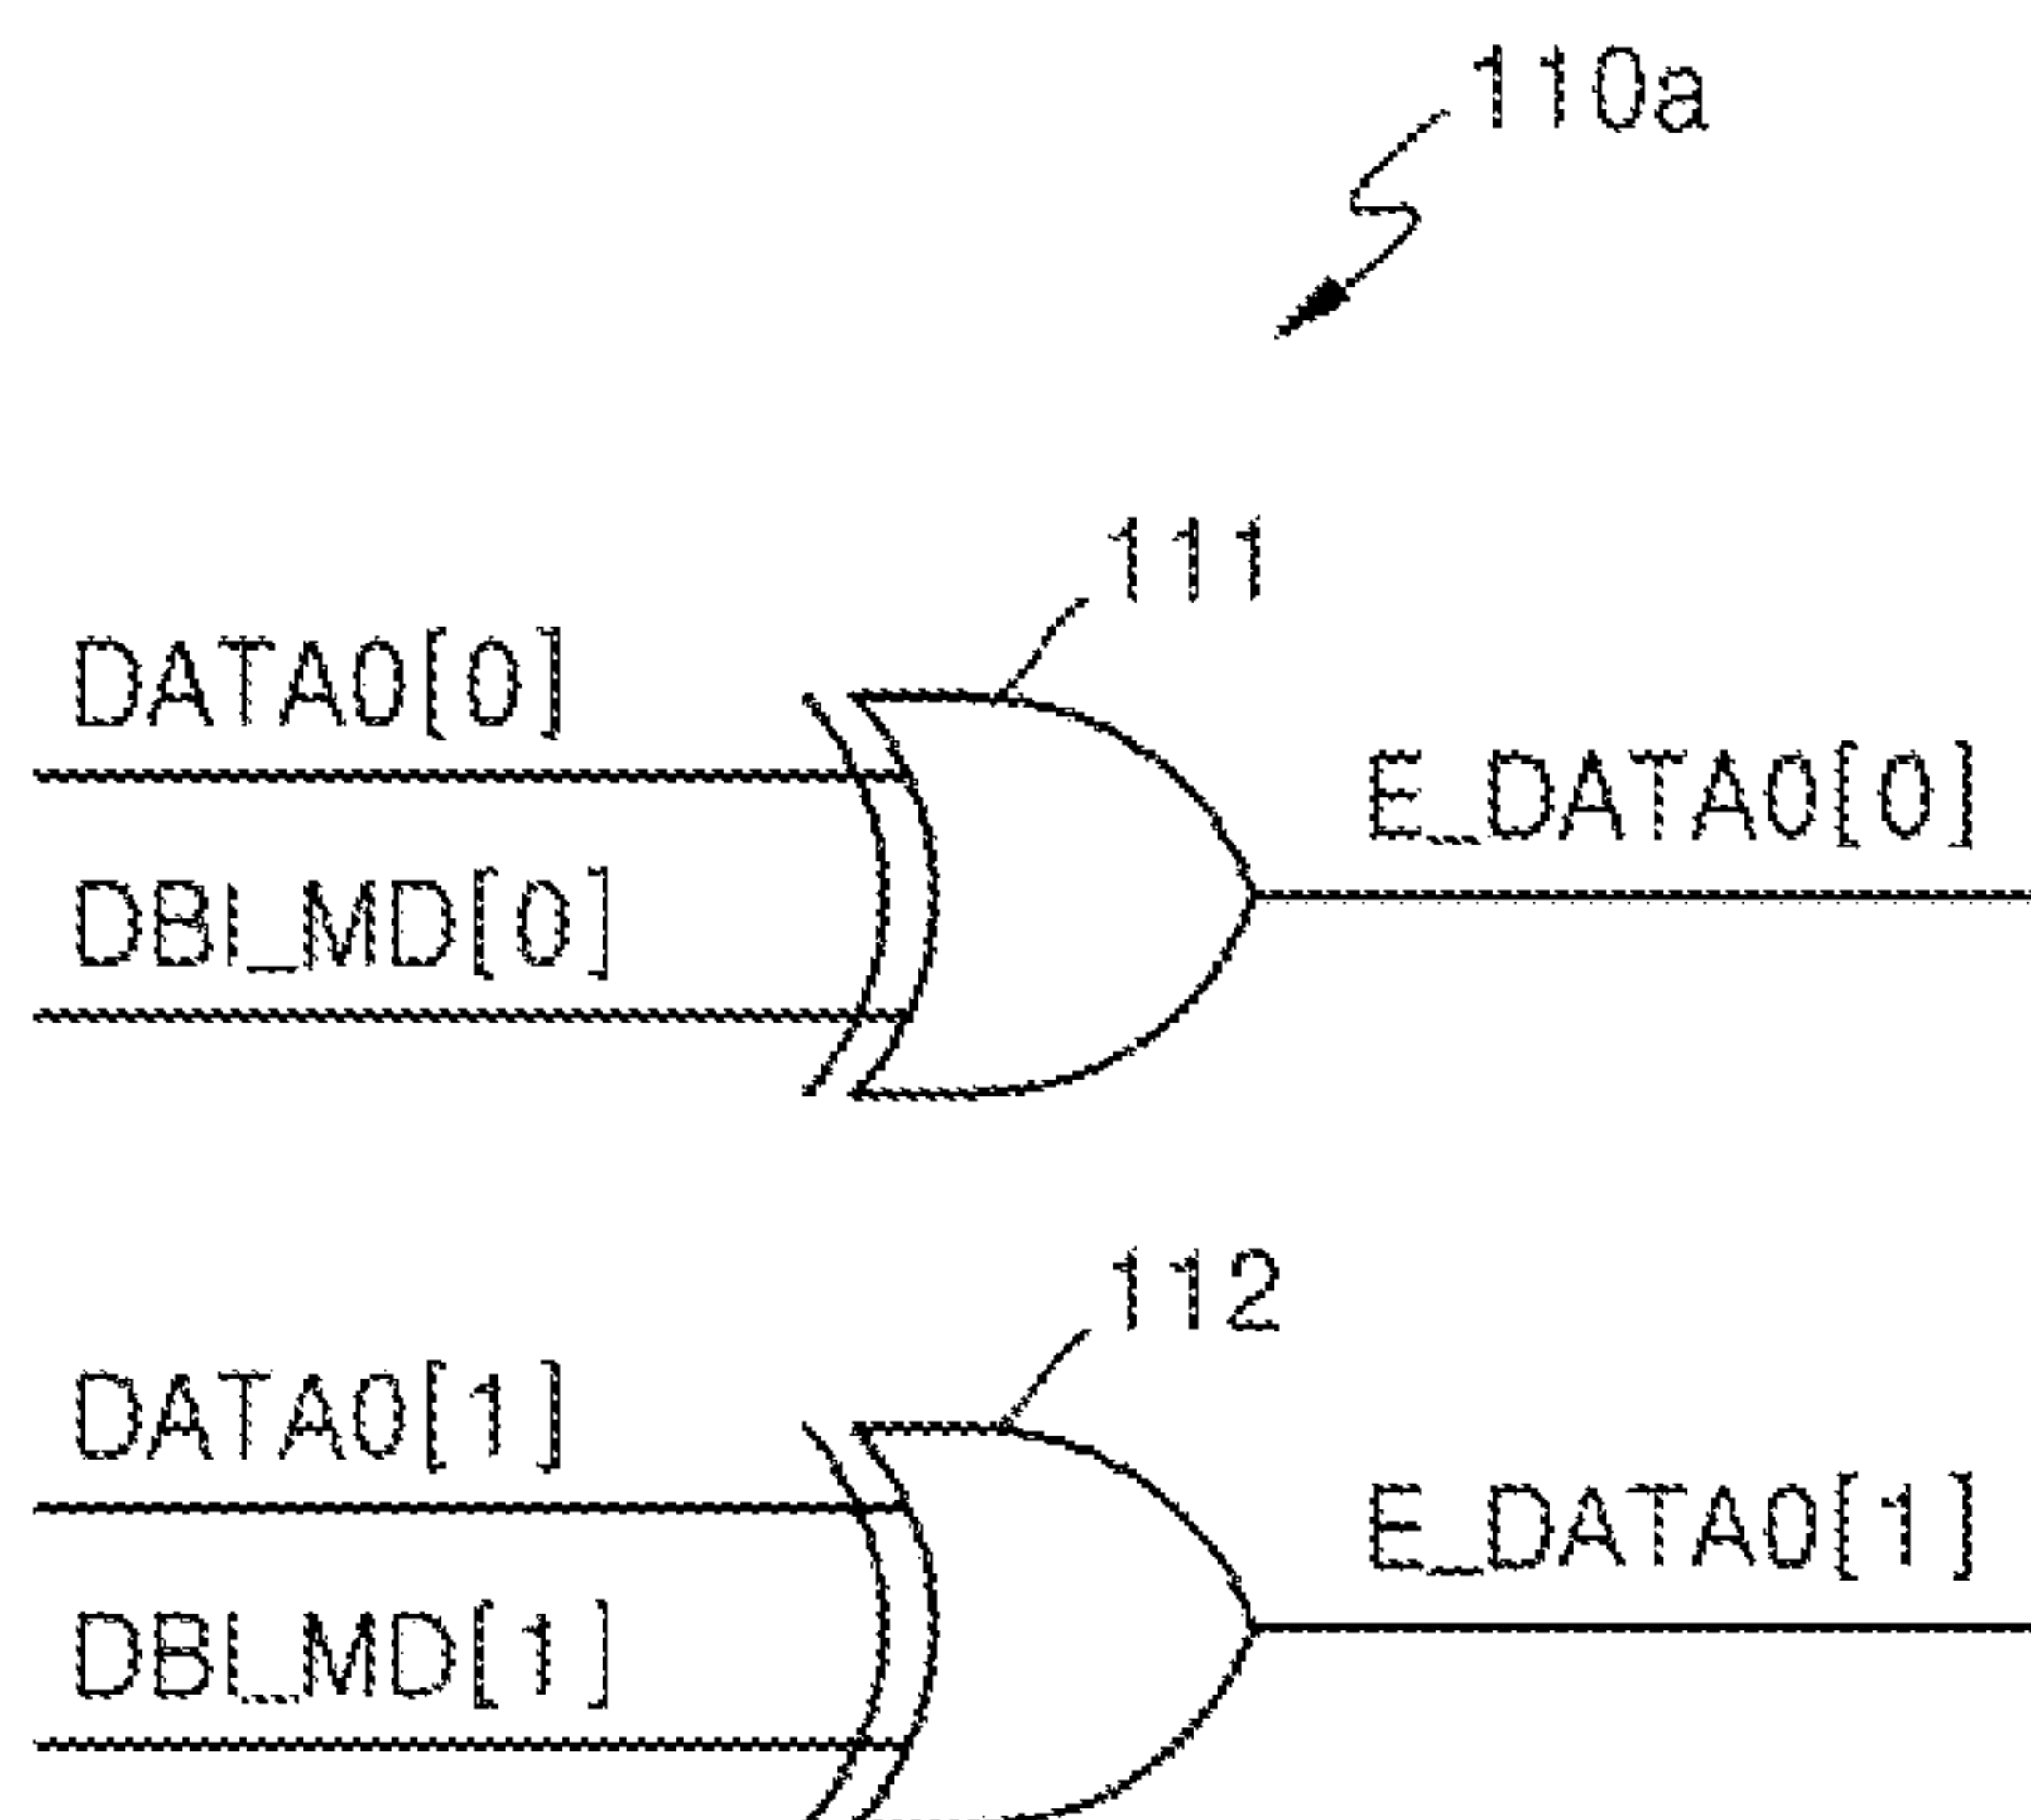 110a
111
DATA0[0]
E_DATA0[0]
DBI_MD[0]
112
DATA0[1]
E_DATA0[1]
DBI_MD[1]